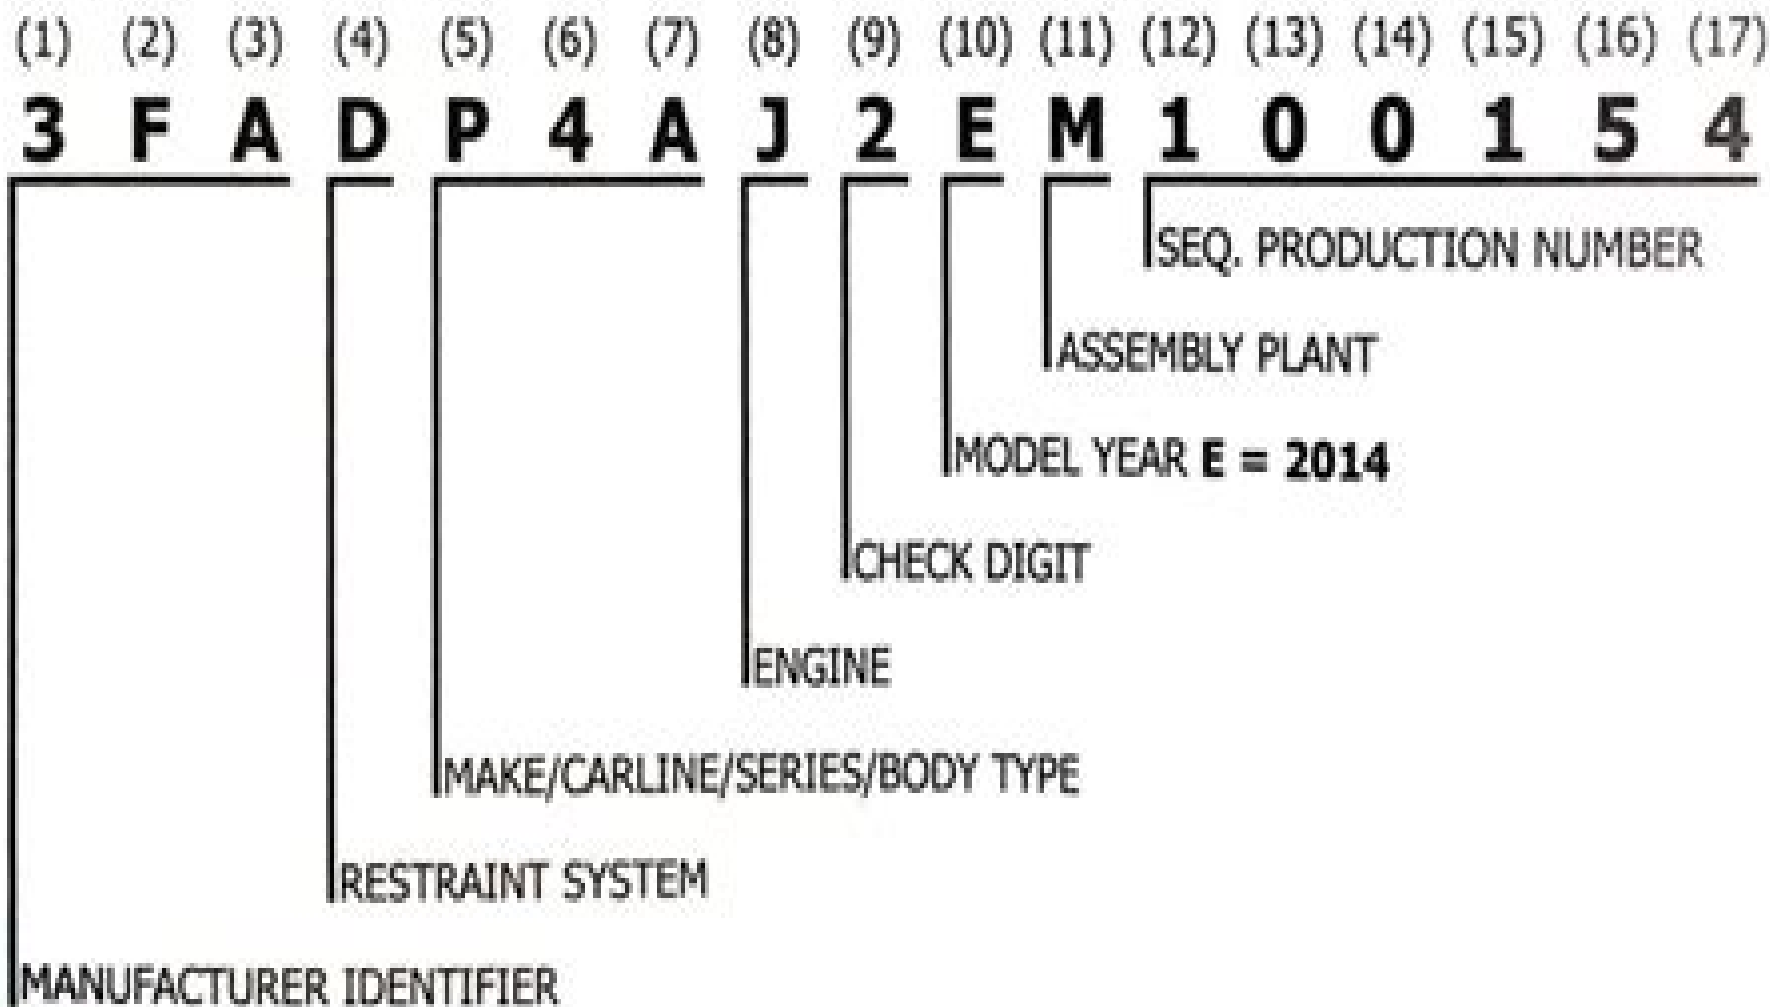 (1) (2) (3) (4) (5) (6) (7) (8) (9) (10) (11) (12) (13) (14) (15) (16) (17)
3 F A D P 4 A J 2 E M 1 0 0 1 5 4
SEQ. PRODUCTION NUMBER
ASSEMBLY PLANT
MODEL YEAR E = 2014
CHECK DIGIT
ENGINE
MAKE/CARLINE/SERIES/BODY TYPE
RESTRAINT SYSTEM
MANUFACTURER IDENTIFIER